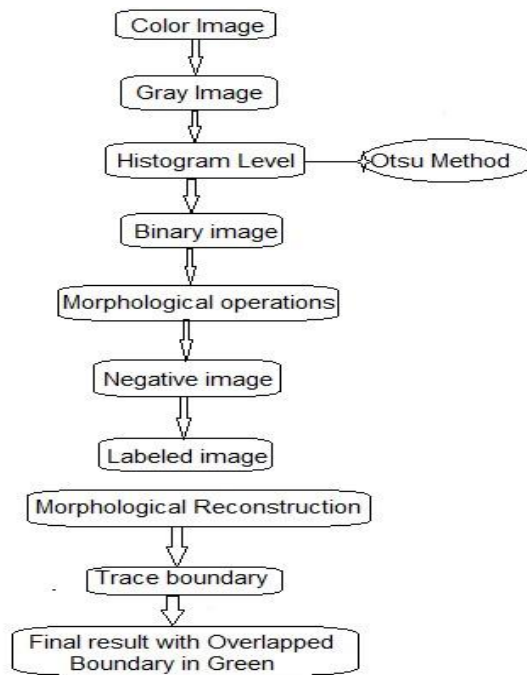 Color Image
Gray Image
Histogram Level
Otsu Method
Binary image
Morphological operations
Negative image
Labeled image
Morphological Reconstruction
Trace boundary
Final result with Overlapped
Boundary in Green